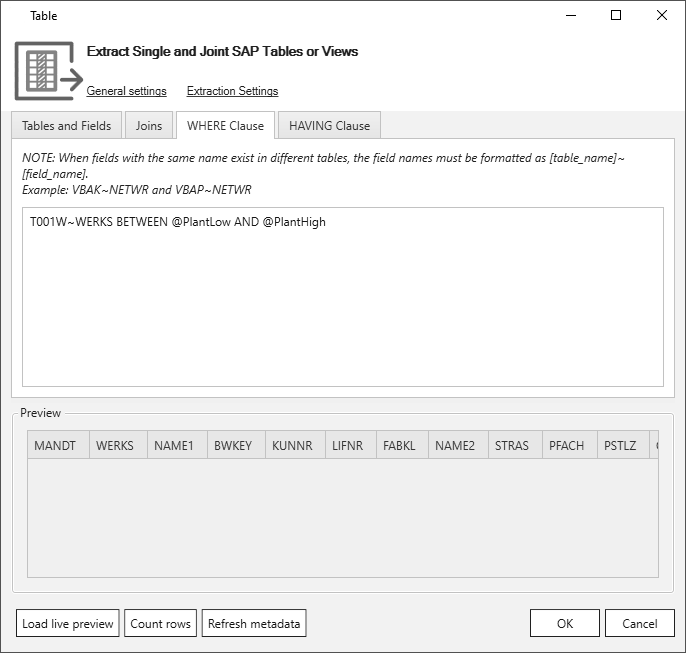 Table
Extract Single and Joint SAP Tables or Views
General settings Extraction Settings
Tables and Fields Joins WHERE Clause HAVING Clause
NOTE: When fields with the same name exist in different tables, the field names must be formatted as [table_name]~
[field_name].
Example: VBAK~NETWR and VBAP~NETWR
T001W~WERKS BETWEEN @PlantLow AND @PlantHigh
Preview
MANDT WERKS NAME1 BWKEY KUNNR LIFNR FABKL NAME2 STRAS PFACH PSTLZ
Load live preview Count rows Refresh metadata OK Cancel